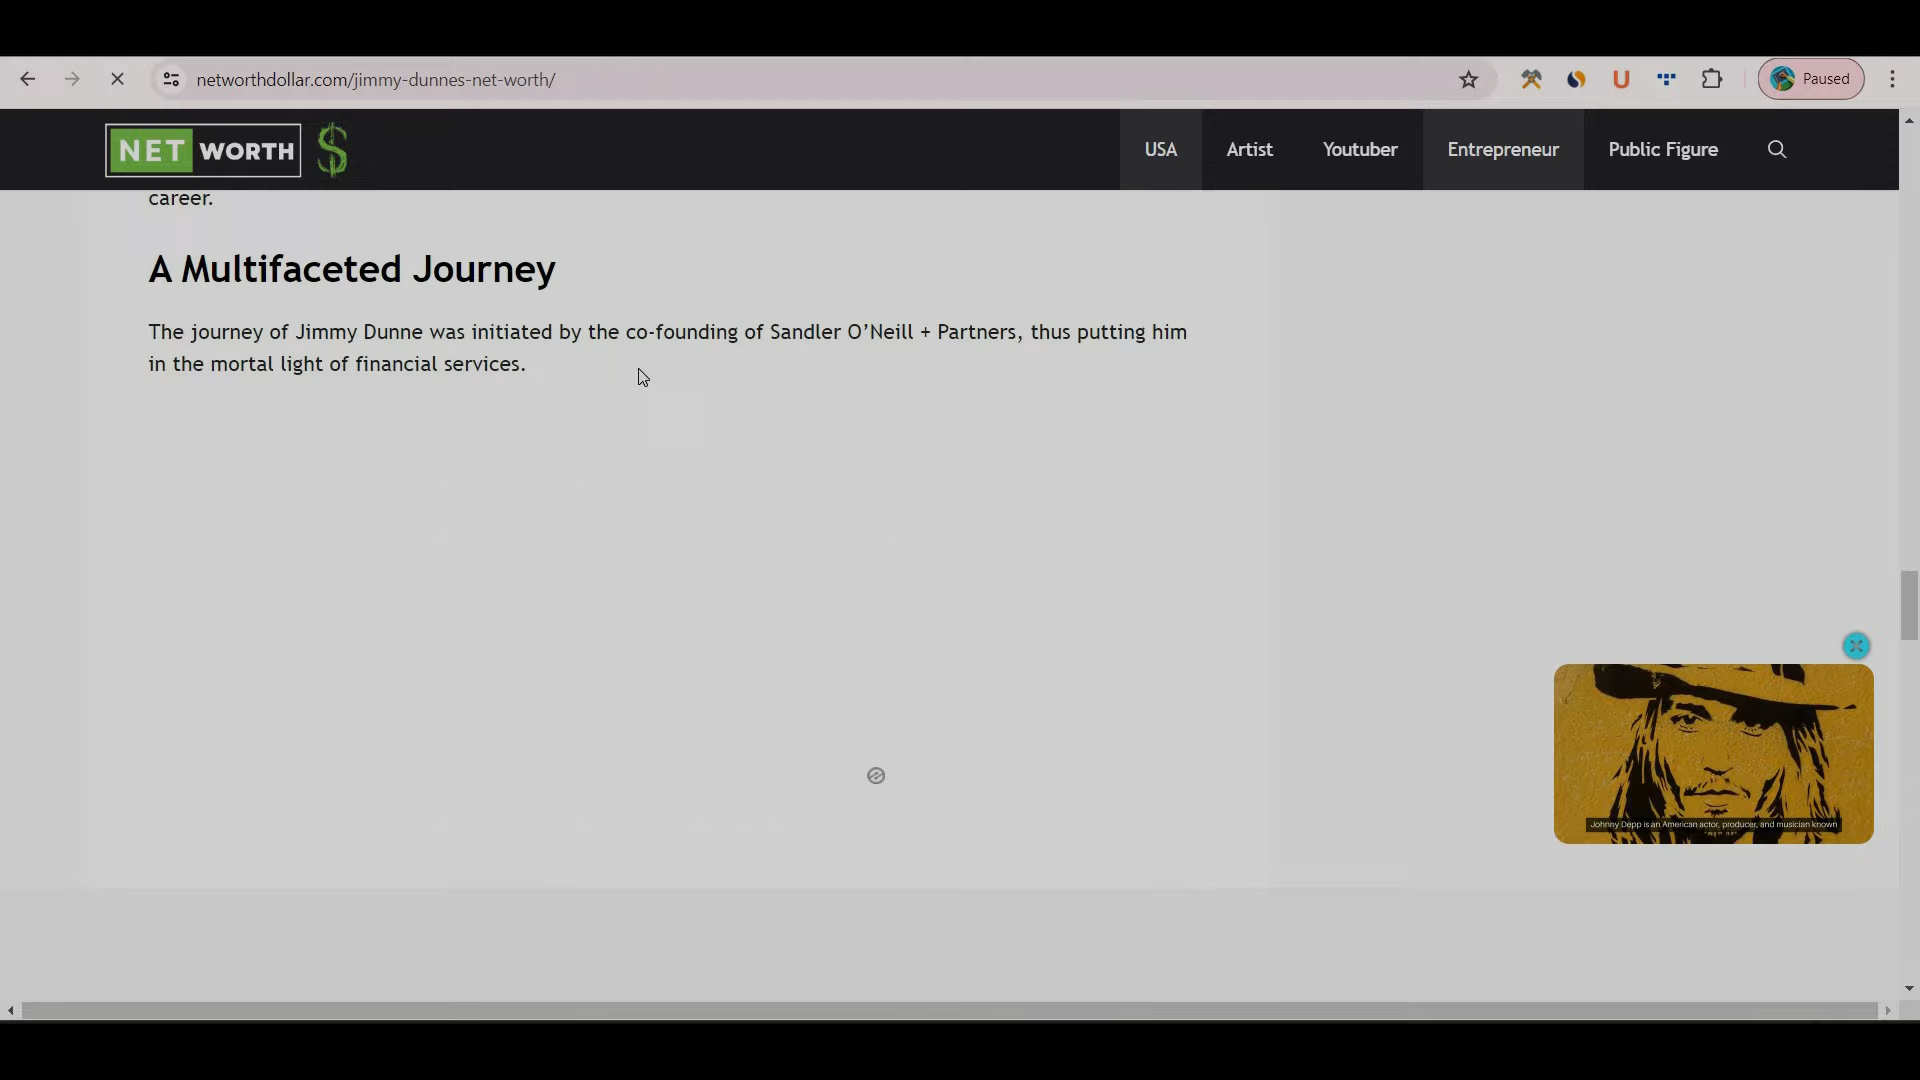 networthdollar.com/jimmy-dunnes-net-worth/
Paused
NET WORTH $
USA
Artist
Youtuber
Entrepreneur
Public Figure
career.
A Multifaceted Journey
The journey of Jimmy Dunne was initiated by the co-founding of Sandler O’Neill + Partners, thus putting him
in the mortal light of financial services.
Johnny Depp is an American actor, producer, and musician known